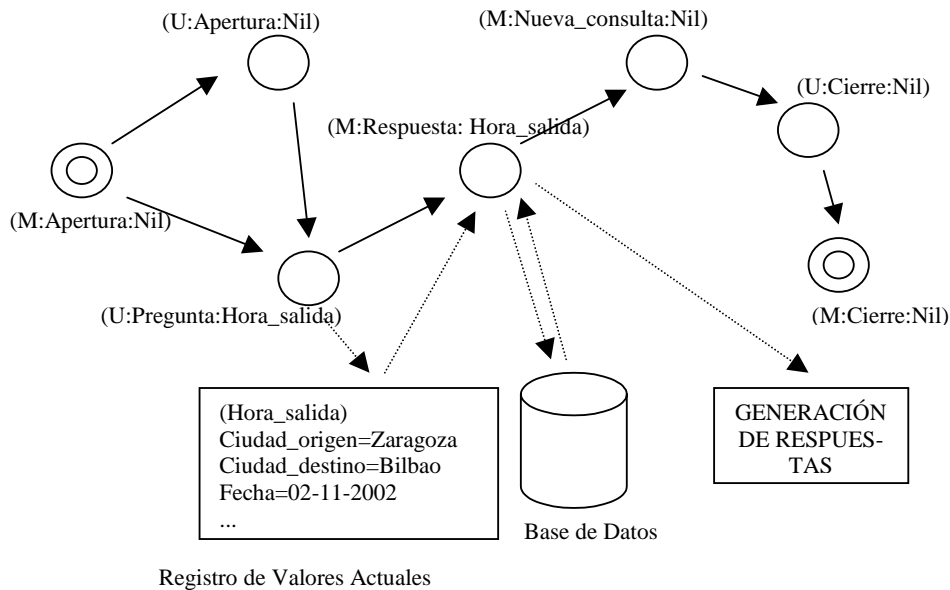 (U:Apertura:Nil)
(M:Nueva_consulta:Nil)
(U:Cierre:Nil)
(M:Respuesta: Hora_salida)
(M:Apertura:Nil)
(U:Pregunta:Hora_salida)
(M:Cierre:Nil)
(Hora_salida)
Ciudad_origen=Zaragoza
Ciudad_destino=Bilbao
Fecha=02-11-2002
...
GENERACIÓN
DE RESPUES-
TAS
Base de Datos
Registro de Valores Actuales